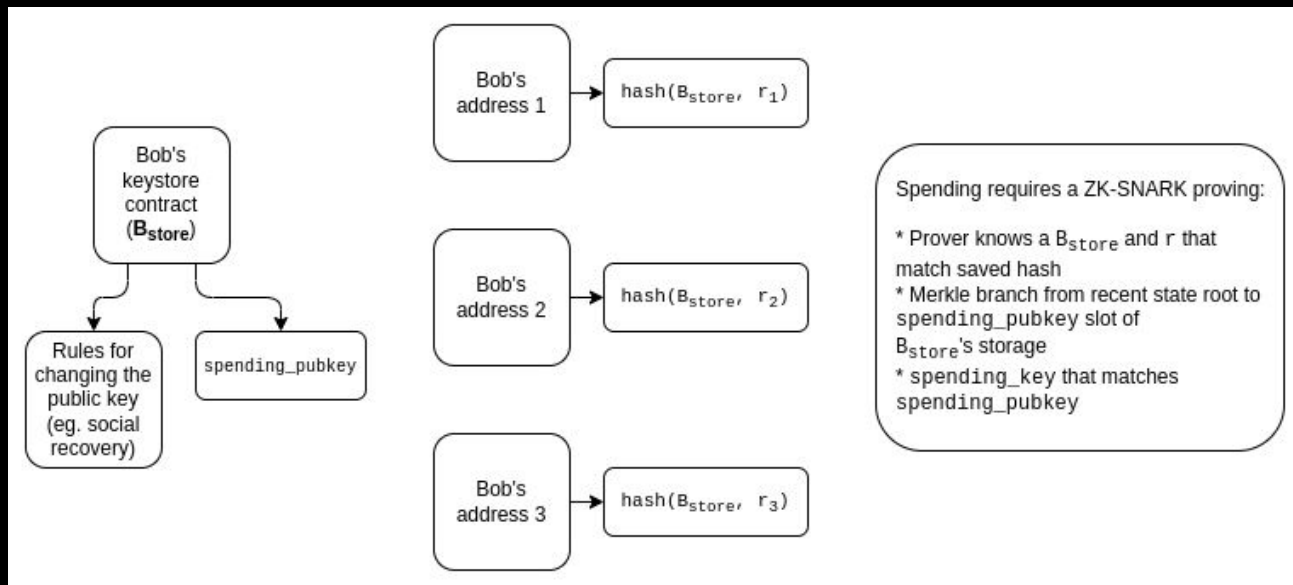 Bob's
keystore
contract
(Bstore)
Rules for
changing the
public key
(eg. social
recovery)
spending_pubkey
Bob's
address 1
hash(Bstore, r1)
Bob's
address 2
hash(Bstore, r2)
Bob's
address 3
hash(Bstore, r3)
Spending requires a ZK-SNARK proving:
* Prover knows a Bstore and r that
match saved hash
* Merkle branch from recent state root to
spending_pubkey slot of
Bstore's storage
* spending_key that matches
spending_pubkey